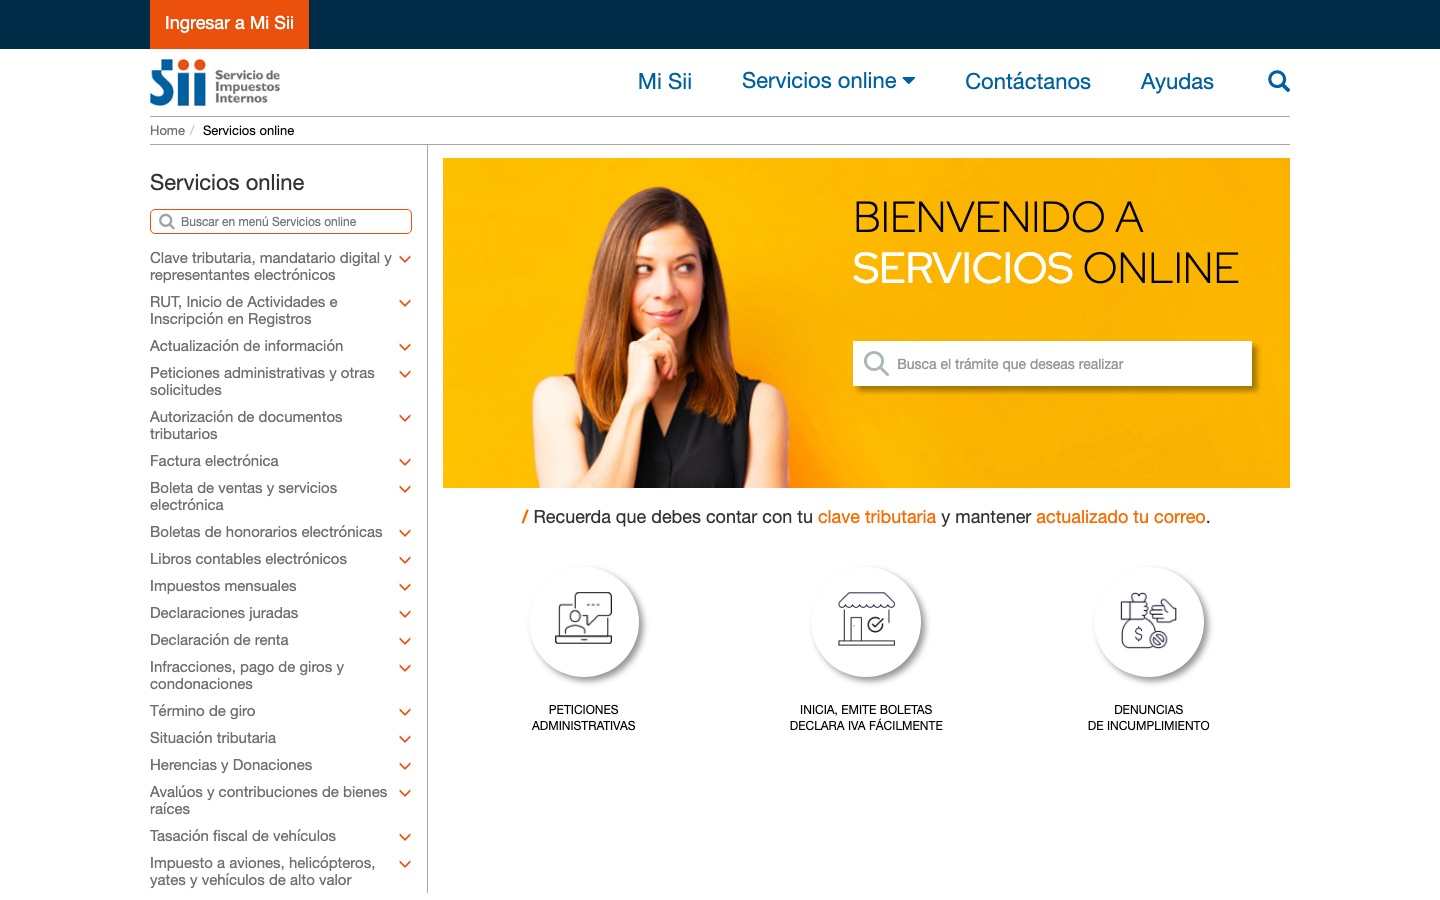 Ingresar a Mi Sii
Sii
Servicio de
Impuestos
Internos
Mi Sii
Servicios online
Contáctanos
Ayudas
Home / Servicios online
Servicios online
Buscar en menú Servicios online
Clave tributaria, mandatario digital y
representantes electrónicos
RUT, Inicio de Actividades e
Inscripción en Registros
Actualización de información
Peticiones administrativas y otras
solicitudes
Autorización de documentos
tributarios
Factura electrónica
Boleta de ventas y servicios
electrónica
Boletas de honorarios electrónicas
Libros contables electrónicos
Impuestos mensuales
Declaraciones juradas
Declaración de renta
Infracciones, pago de giros y
condonaciones
Término de giro
Situación tributaria
Herencias y Donaciones
Avalúos y contribuciones de bienes
raíces
Tasación fiscal de vehículos
Impuesto a aviones, helicópteros,
yates y vehículos de alto valor
BIENVENIDO A
SERVICIOS ONLINE
Busca el trámite que deseas realizar
/ Recuerda que debes contar con tu clave tributaria y mantener actualizado tu correo.
PETICIONES
ADMINISTRATIVAS
INICIA, EMITE BOLETAS
DECLARA IVA FÁCILMENTE
$
DENUNCIAS
DE INCUMPLIMIENTO